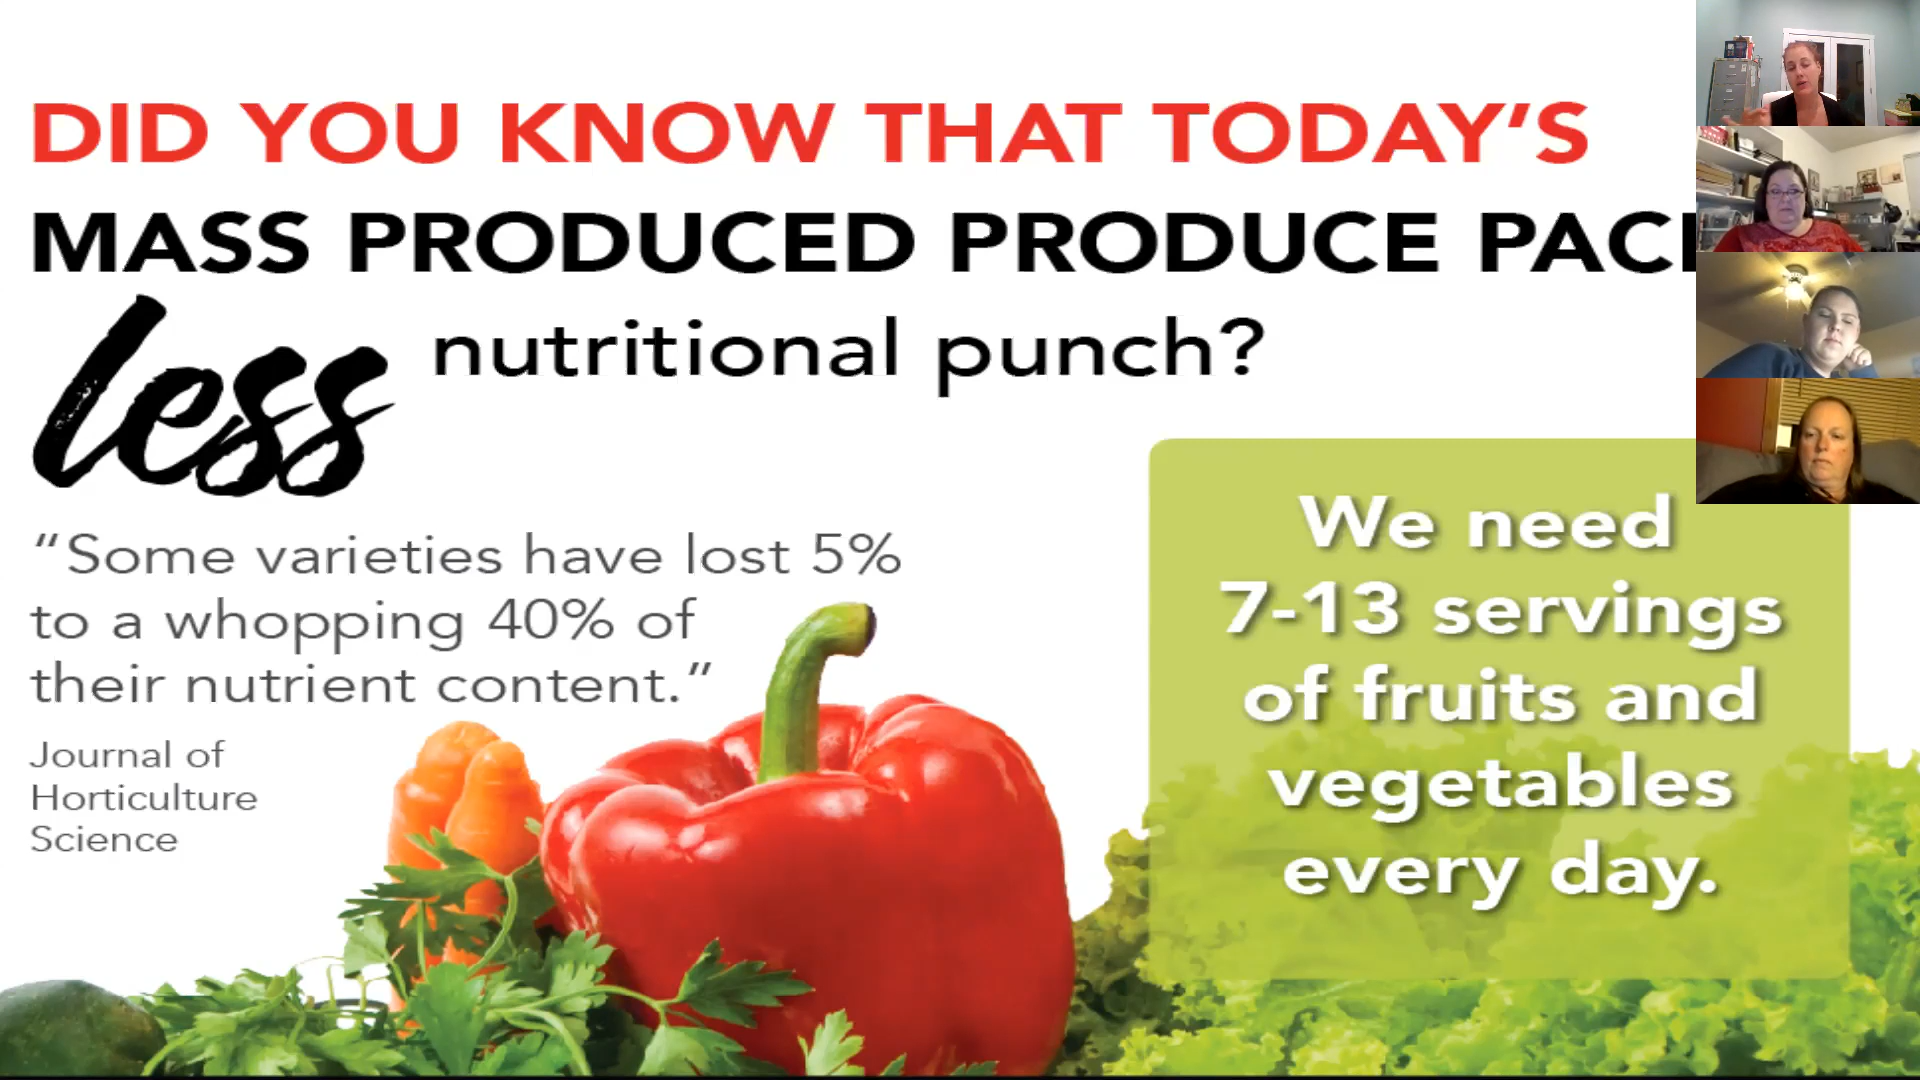 DID YOU KNOW THAT TODAY'S
MASS PRODUCED PRODUCE
less nutritional punch?
"Some varieties have lost 5%
to a whopping 40% of
their nutrient content."
Journal of
Horticulture
Science
We need
7-13 servings
of fruits and
vegetables
every day.